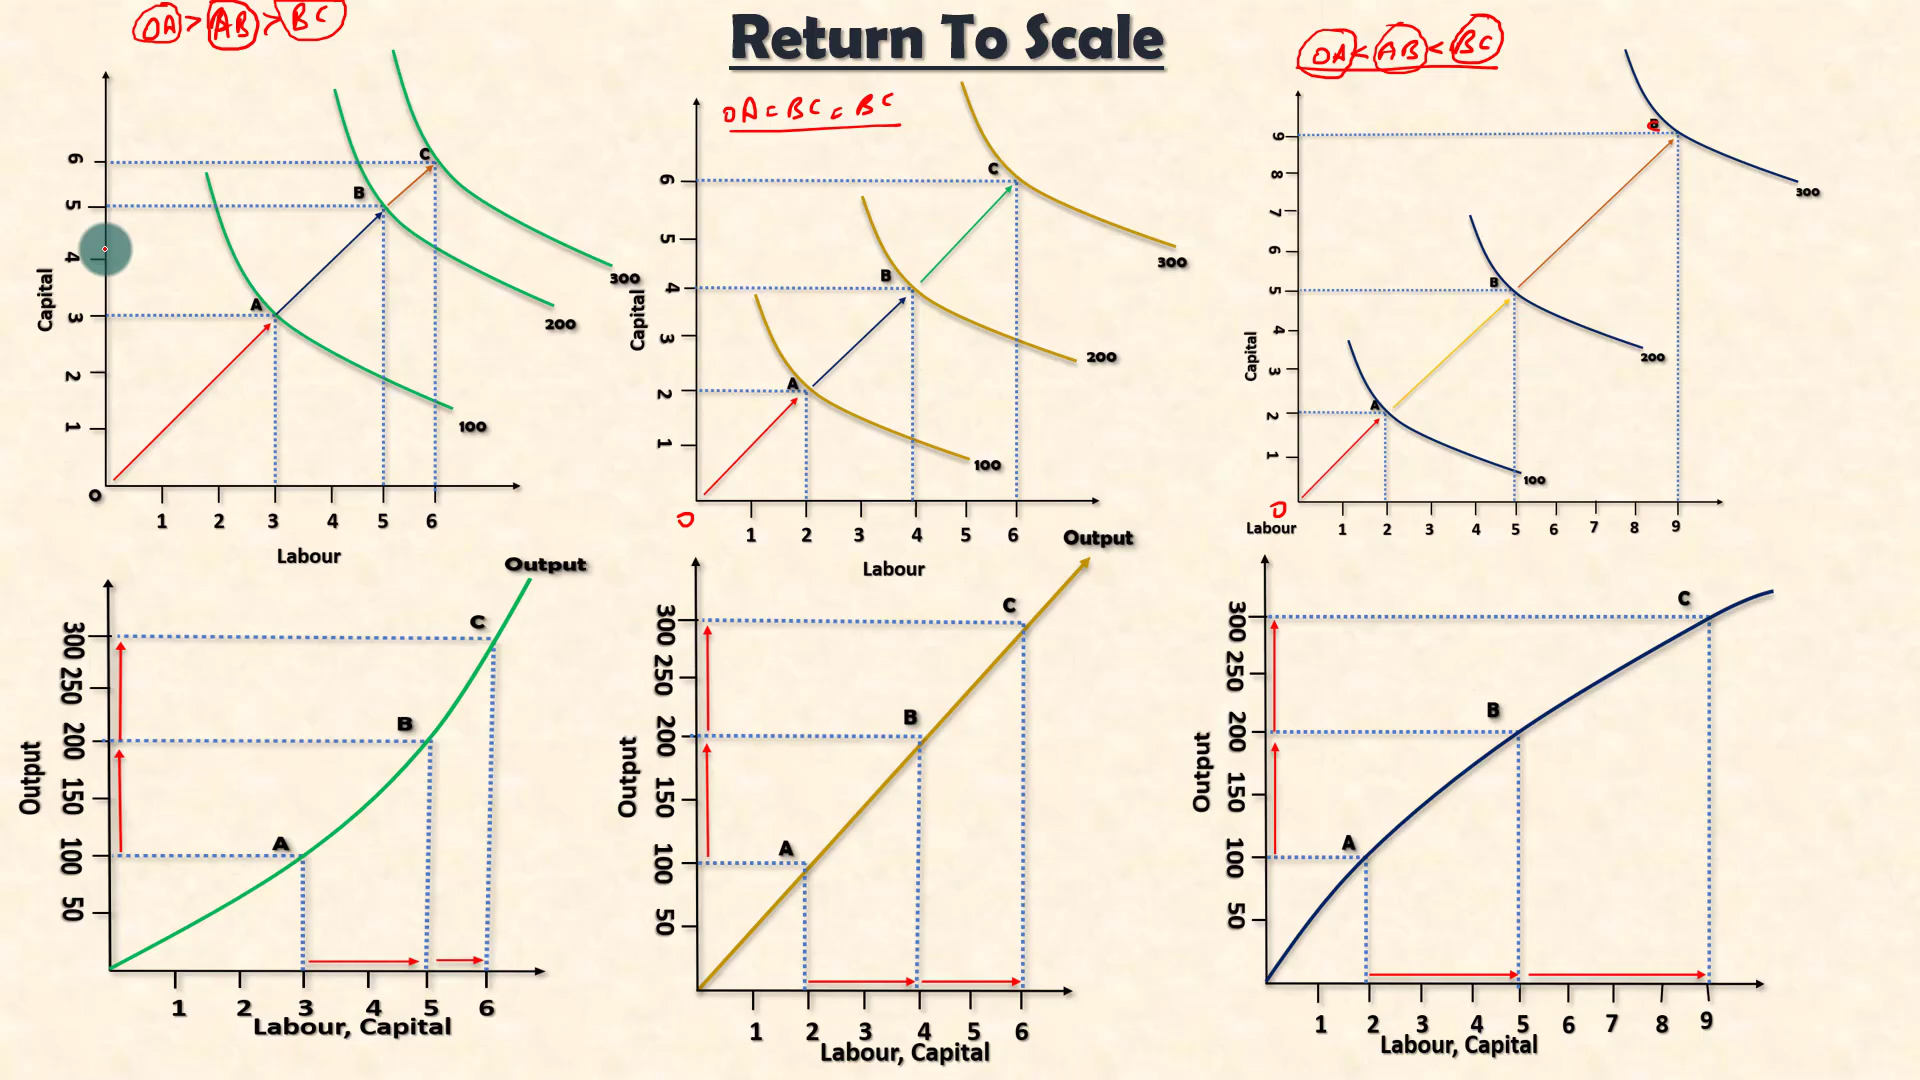 Return To Scale
OA > AB > BC
6
5
4
3
2
1
Capital
O
A
B
C
300
200
100
1 2 3 4 5 6
Labour
OA = BC = BC
6
5
4
3
2
1
Capital
O
A
B
C
300
200
100
1 2 3 4 5 6
Labour
OA < AB < BC
9
8
7
6
5
4
3
2
1
Capital
O
A
B
300
200
100
Labour 1 2 3 4 5 6 7 8 9
Output
300
250
200
150
100
50
Output
A
B
C
1 2 3 4 5 6
Labour, Capital
Output
300
250
200
150
100
50
Output
A
B
C
1 2 3 4 5 6
Labour, Capital
300
250
200
150
100
50
Output
A
B
C
1 2 3 4 5 6 7 8 9
Labour, Capital